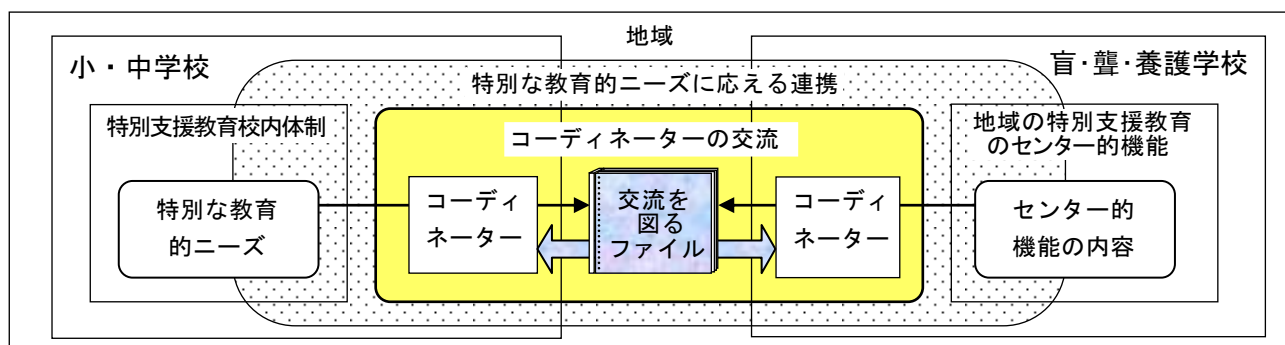 地域
小・中学校
盲・聾・養護学校
特別な教育的ニーズに応える連携
特別支援教育校内体制
コーディネーターの交流
地域の特別支援教育
のセンター的機能
特別な教育
的ニーズ
コーディ
ネーター
交流を
図る
ファイル
コーディ
ネーター
センター的
機能の内容